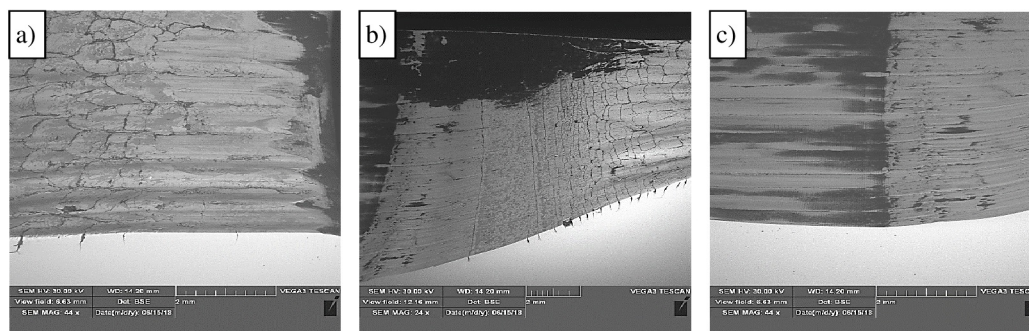 a)
b)
c)
SEM HV: 30.00 kV WD: 14.20 mm VEGA3 TESCAN
View field: 6.63 mm Det: BSE 2 mm
SEM MAG: 44 x Date(m/d/y): 06/15/18
SEM HV: 30.00 kV WD: 14.20 mm VEGA3 TESCAN
View field: 12.16 mm Det: BSE 2 mm
SEM MAG: 24 x Date(m/d/y): 06/15/18
SEM HV: 30.00 kV WD: 14.20 mm VEGA3 TESCAN
View field: 6.63 mm Det: BSE 2 mm
SEM MAG: 44 x Date(m/d/y): 06/15/18